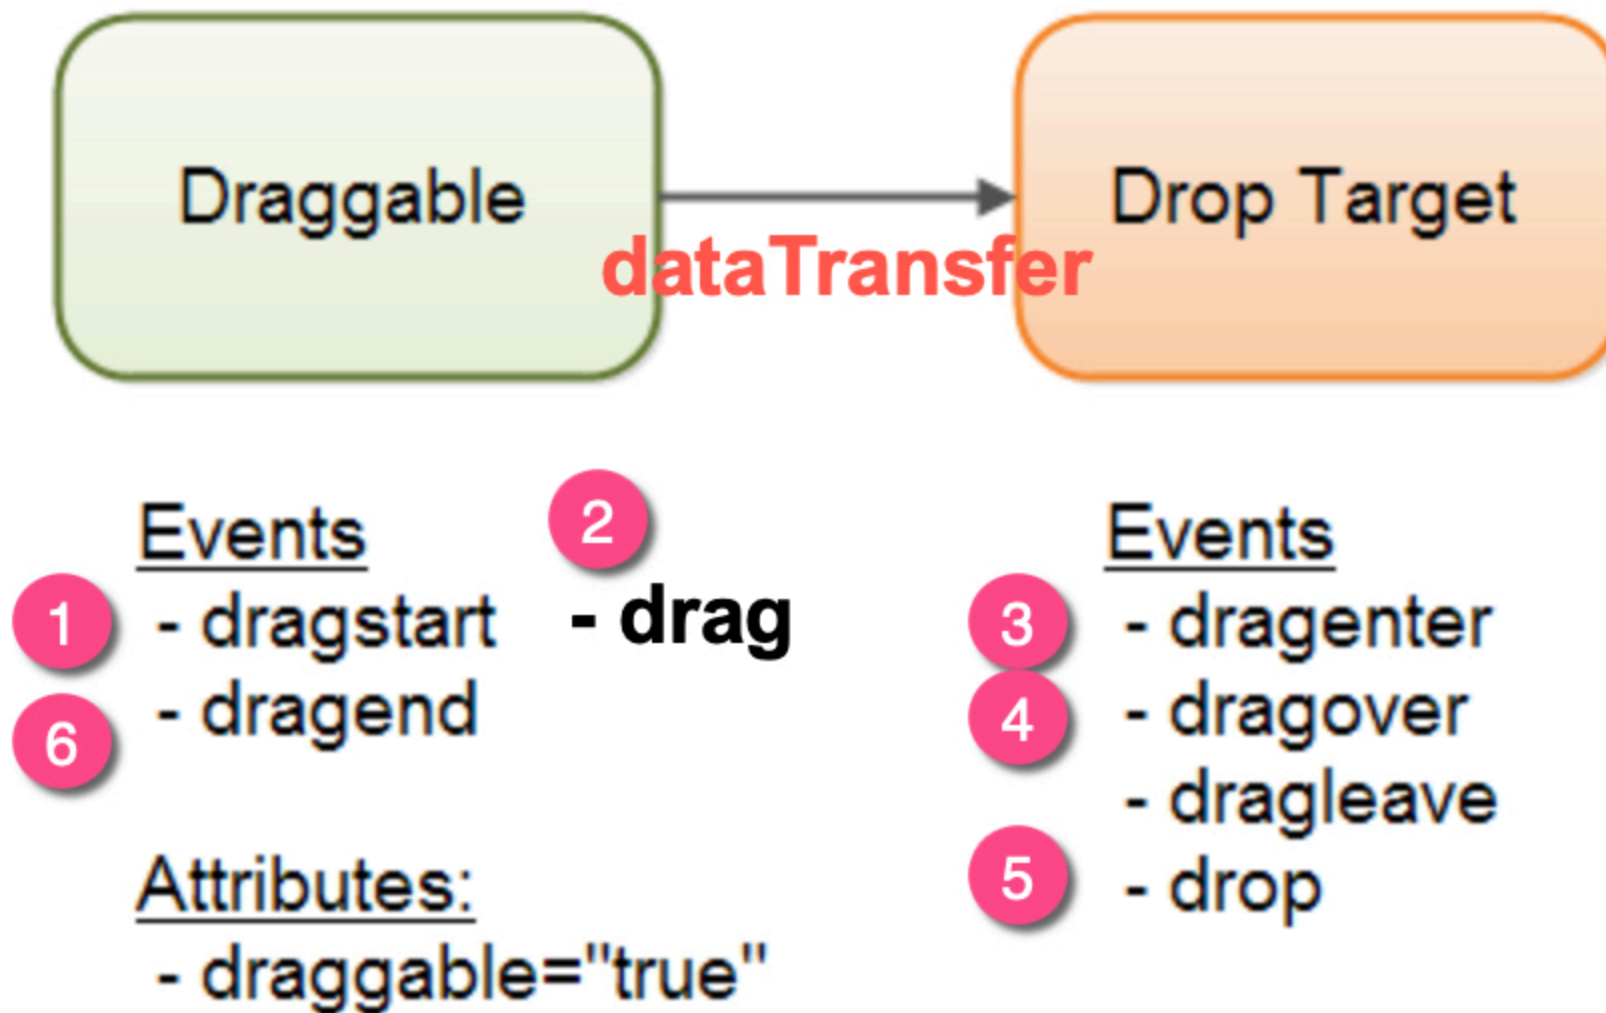 Draggable
dataTransfer
Drop Target
Events
1 - dragstart
2
- drag
6 - dragend
Attributes:
- draggable="true"
Events
3 - dragenter
4 - dragover
- dragleave
5 - drop